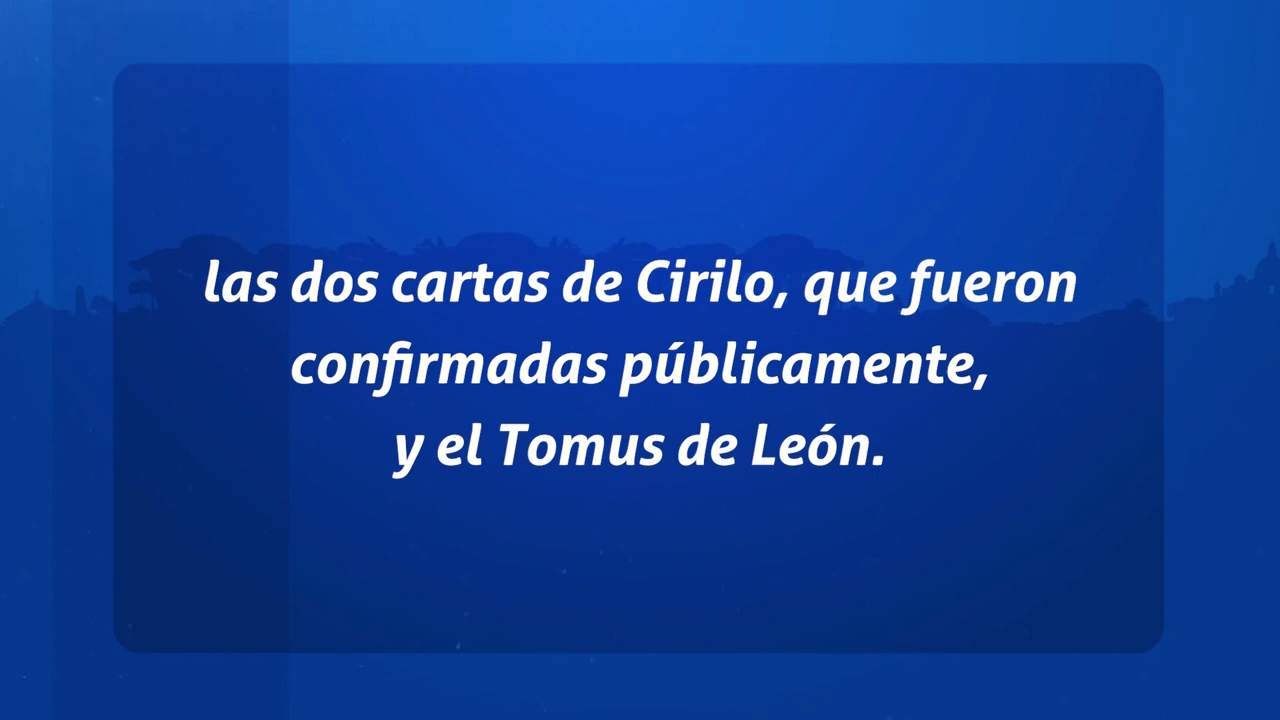 las dos cartas de Cirilo, que fueron
confirmadas públicamente,
y el Tomus de León.